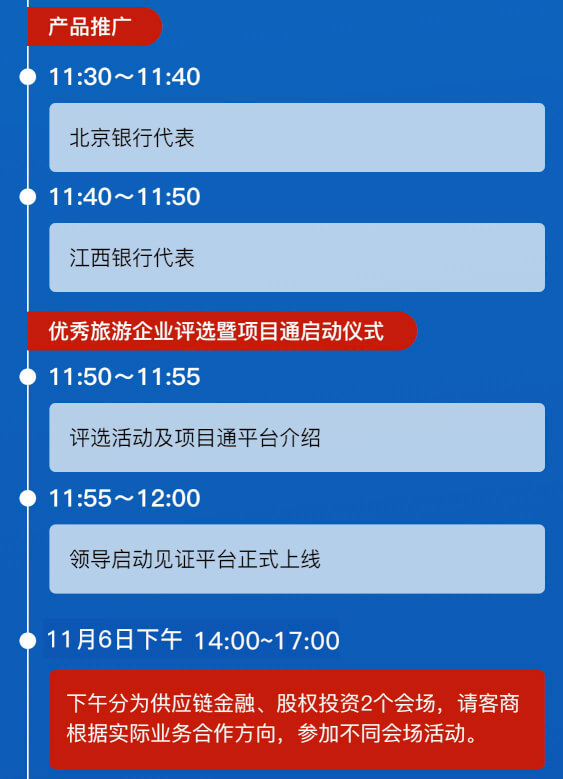 产品推广
11:30～11:40
北京银行代表
11:40～11:50
江西银行代表
优秀旅游企业评选暨项目通启动仪式
11:50～11:55
评选活动及项目通平台介绍
11:55～12:00
领导启动见证平台正式上线
11月6日下午 14:00~17:00
下午分为供应链金融、股权投资2个会场，请客商
根据实际业务合作方向，参加不同会场活动。